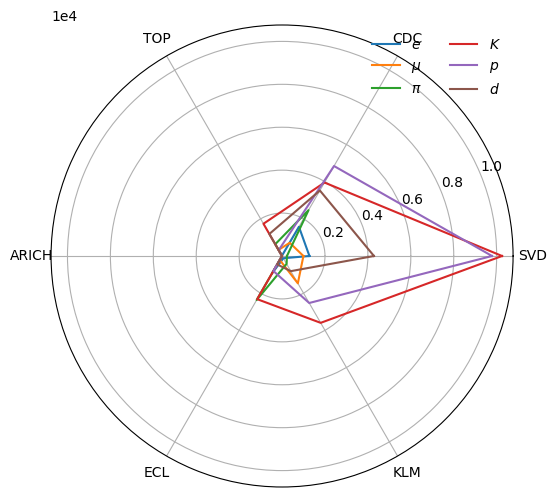 1e4
TOP
CDC
e K
μ p
π d
1.0
0.8
0.6
0.4
0.2
ARICH
SVD
ECL
KLM